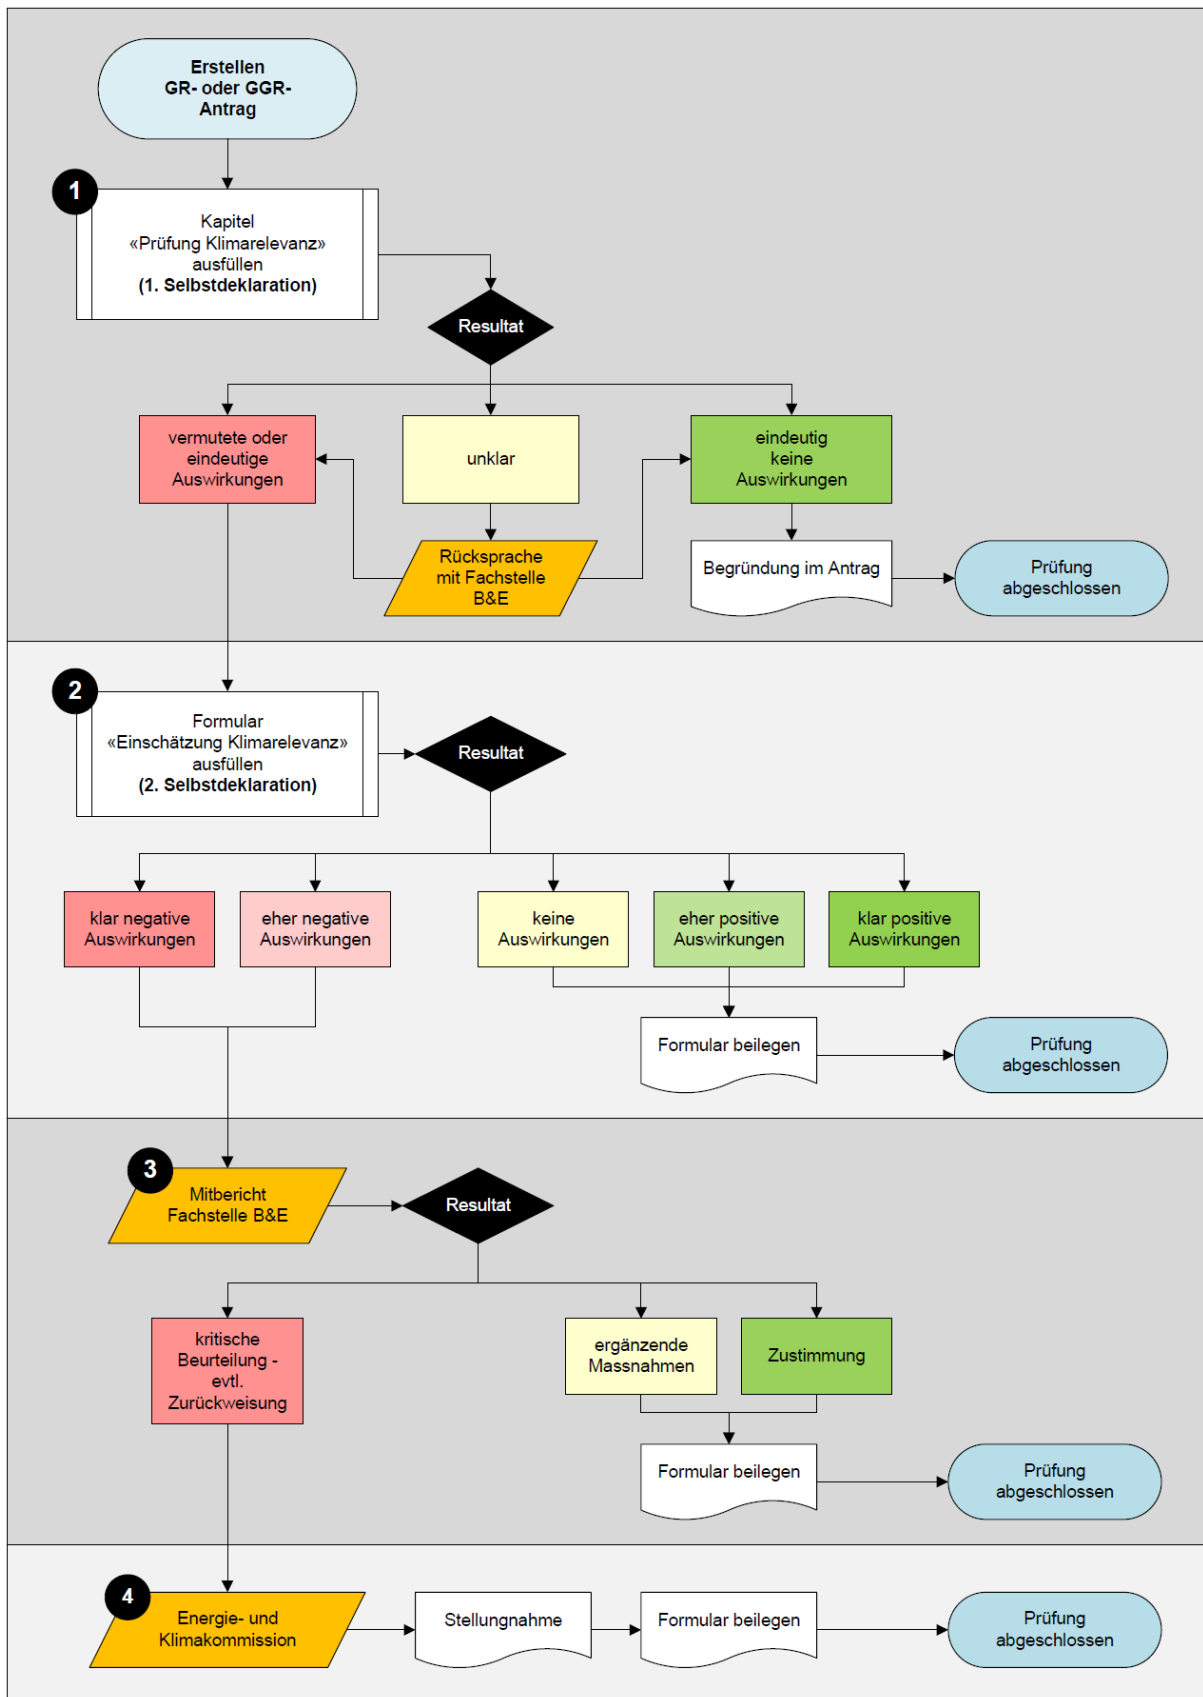 Erstellen
GR- oder GGR-
Antrag
1
Kapitel
«Prüfung Klimarelevanz»
ausfüllen
(1. Selbstdeklaration)
Resultat
vermutete oder
eindeutige
Auswirkungen
unklar
eindeutig
keine
Auswirkungen
Rücksprache
mit Fachstelle
B&E
Begründung im Antrag
Prüfung
abgeschlossen
2
Formular
«Einschätzung Klimarelevanz»
ausfüllen
(2. Selbstdeklaration)
Resultat
klar negative
Auswirkungen
eher negative
Auswirkungen
keine
Auswirkungen
eher positive
Auswirkungen
klar positive
Auswirkungen
Formular beilegen
Prüfung
abgeschlossen
3
Mitbericht
Fachstelle B&E
Resultat
kritische
Beurteilung -
evtl.
Zurückweisung
ergänzende
Massnahmen
Zustimmung
Formular beilegen
Prüfung
abgeschlossen
4
Energie- und
Klimakommission
Stellungnahme
Formular beilegen
Prüfung
abgeschlossen